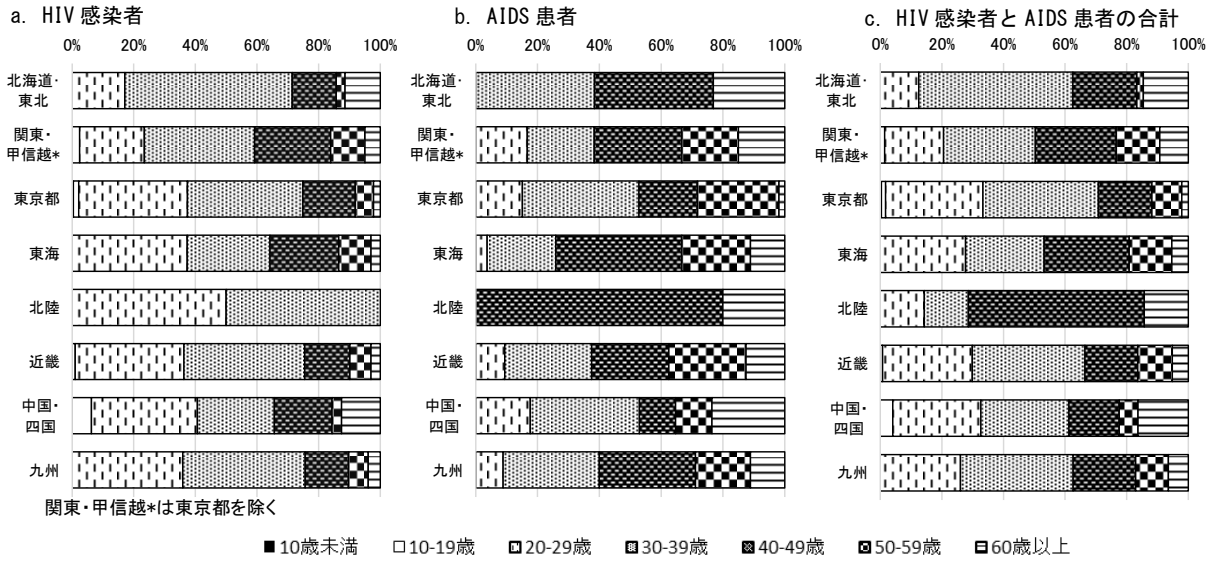 a. HIV 感染者
0% 20% 40% 60% 80% 100%
北海道・
東北
関東・
甲信越*
東京都
東海
北陸
近畿
中国・
四国
九州
関東・甲信越*は東京都を除く
b. AIDS 患者
0% 20% 40% 60% 80% 100%
北海道・
東北
関東・
甲信越*
東京都
東海
北陸
近畿
中国・
四国
九州
c. HIV 感染者と AIDS 患者の合計
0% 20% 40% 60% 80% 100%
北海道・
東北
関東・
甲信越*
東京都
東海
北陸
近畿
中国・
四国
九州
10歳未満 10-19歳 20-29歳 30-39歳 40-49歳 50-59歳 60歳以上